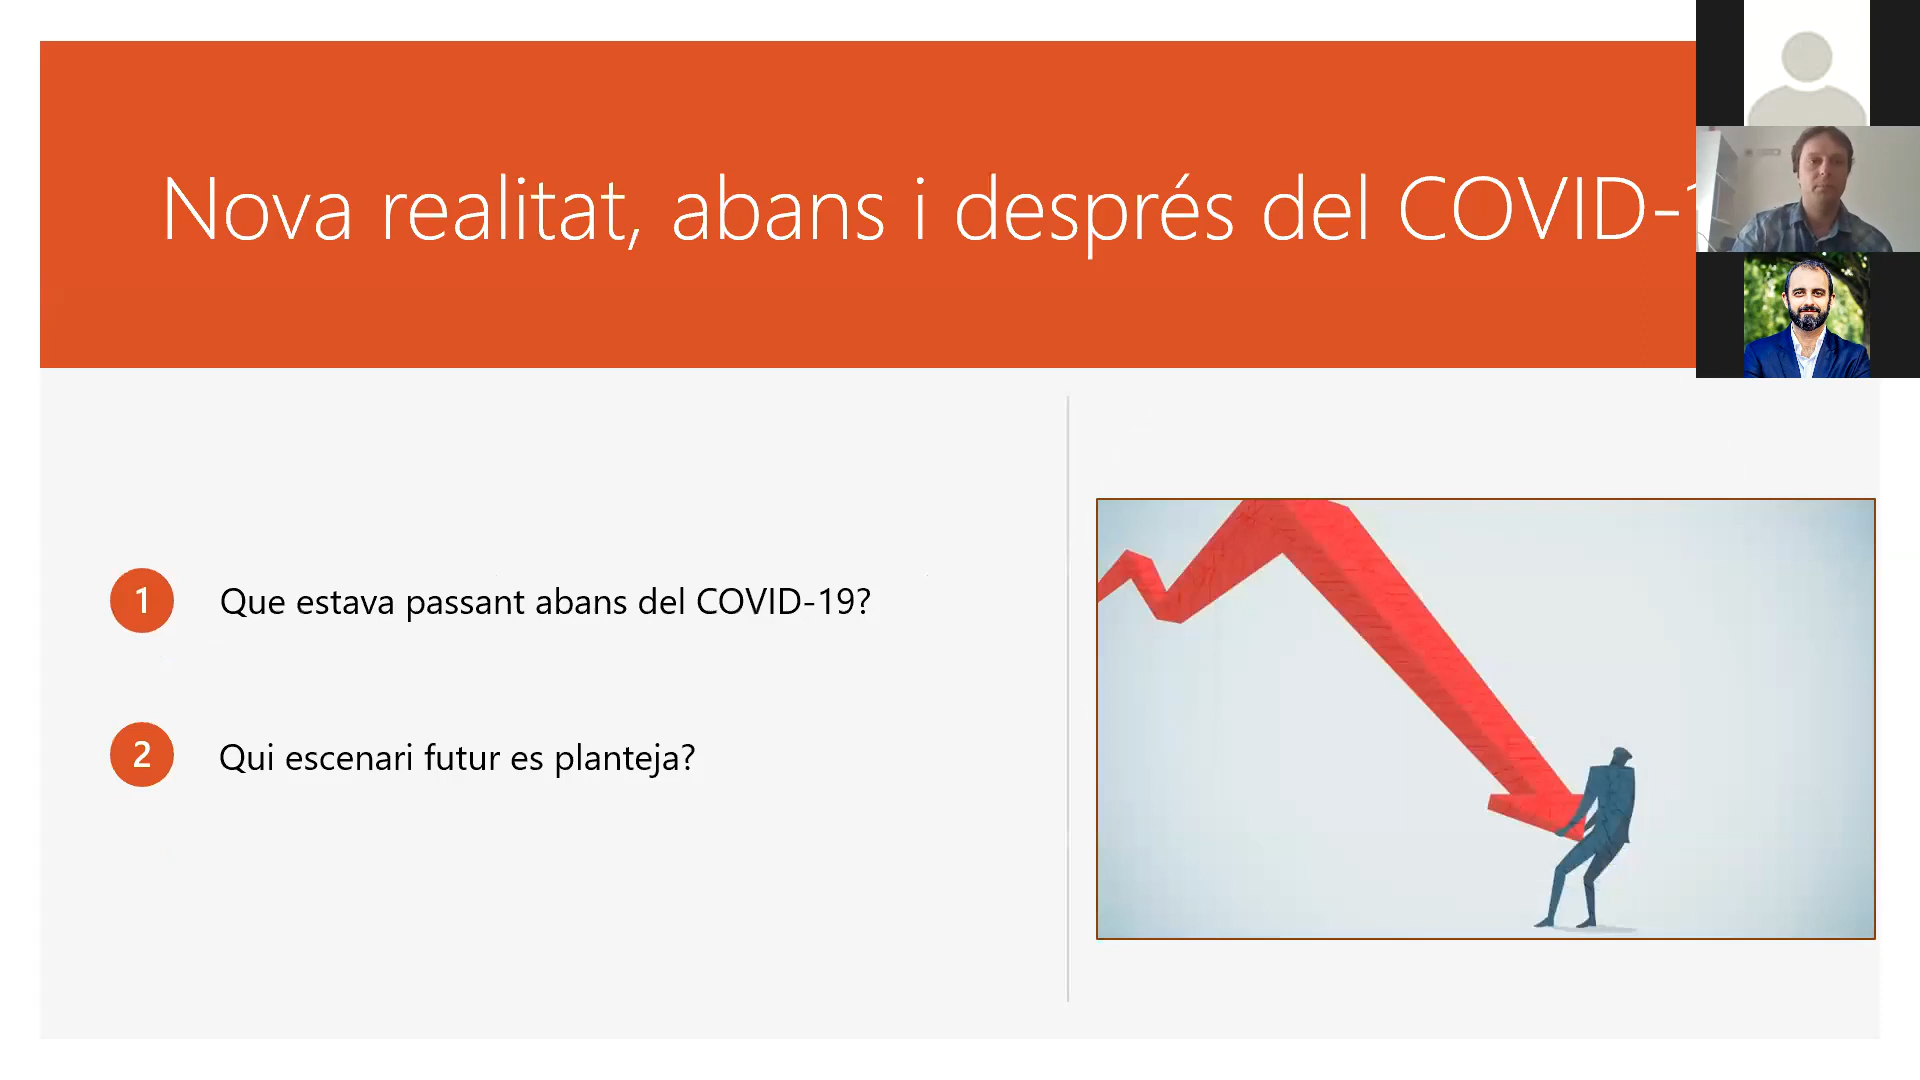 Nova realitat, abans i després del COVID-1
1
Que estava passant abans del COVID-19?
2
Qui escenari futur es planteja?